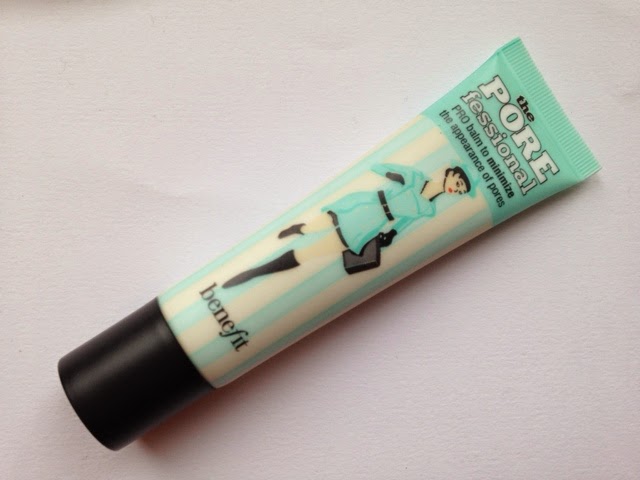 the
PORE
fessional
PRO balm to minimize
the appearance of pores
benefit